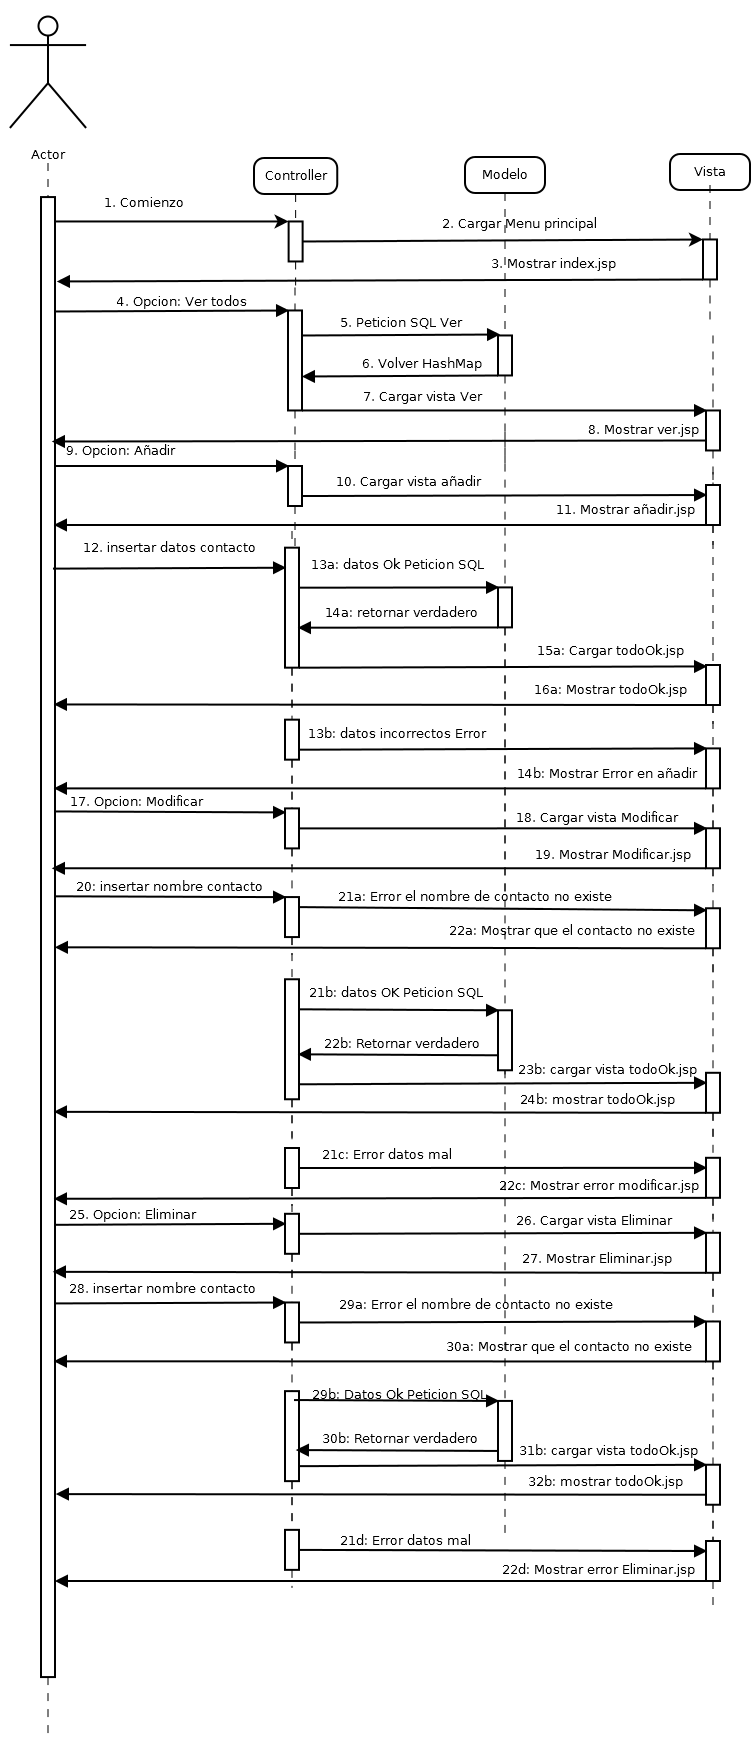 Actor
Controller
Modelo
Vista
1. Comienzo
2. Cargar Menu principal
3. Mostrar index.jsp
4. Opcion: Ver todos
5. Peticion SQL Ver
6. Volver HashMap
7. Cargar vista Ver
8. Mostrar ver.jsp
9. Opcion: Añadir
10. Cargar vista añadir
11. Mostrar añadir.jsp
12. insertar datos contacto
13a: datos Ok Peticion SQL
14a: retornar verdadero
15a: Cargar todoOk.jsp
16a: Mostrar todoOk.jsp
13b: datos incorrectos Error
14b: Mostrar Error en añadir
17. Opcion: Modificar
18. Cargar vista Modificar
19. Mostrar Modificar.jsp
20: insertar nombre contacto
21a: Error el nombre de contacto no existe
22a: Mostrar que el contacto no existe
21b: datos OK Peticion SQL
22b: Retornar verdadero
23b: cargar vista todoOk.jsp
24b: mostrar todoOk.jsp
21c: Error datos mal
22c: Mostrar error modificar.jsp
25. Opcion: Eliminar
26. Cargar vista Eliminar
27. Mostrar Eliminar.jsp
28. insertar nombre contacto
29a: Error el nombre de contacto no existe
30a: Mostrar que el contacto no existe
29b: Datos Ok Peticion SQL
30b: Retornar verdadero
31b: cargar vista todoOk.jsp
32b: mostrar todoOk.jsp
21d: Error datos mal
22d: Mostrar error Eliminar.jsp